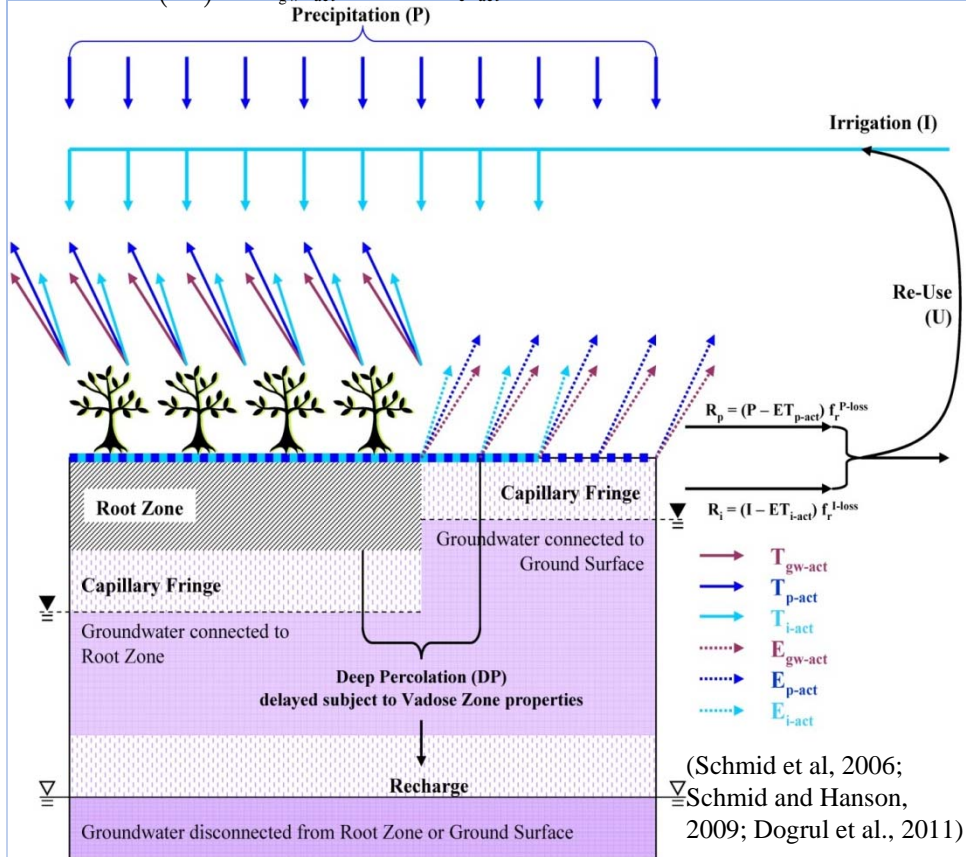 Precipitation (P)
Irrigation (I)
Re-Use
(U)
R_p = (P – ET_p-act) f_r^P-loss
R_i = (I – ET_i-act) f_r^I-loss
Root Zone
Capillary Fringe
Groundwater connected to
Ground Surface
Capillary Fringe
Groundwater connected to
Root Zone
Deep Percolation (DP)
delayed subject to Vadose Zone properties
Recharge
Groundwater disconnected from Root Zone or Ground Surface
T_gw-act
T_p-act
T_i-act
E_gw-act
E_p-act
E_i-act
(Schmid et al, 2006;
Schmid and Hanson,
2009; Dogrul et al., 2011)